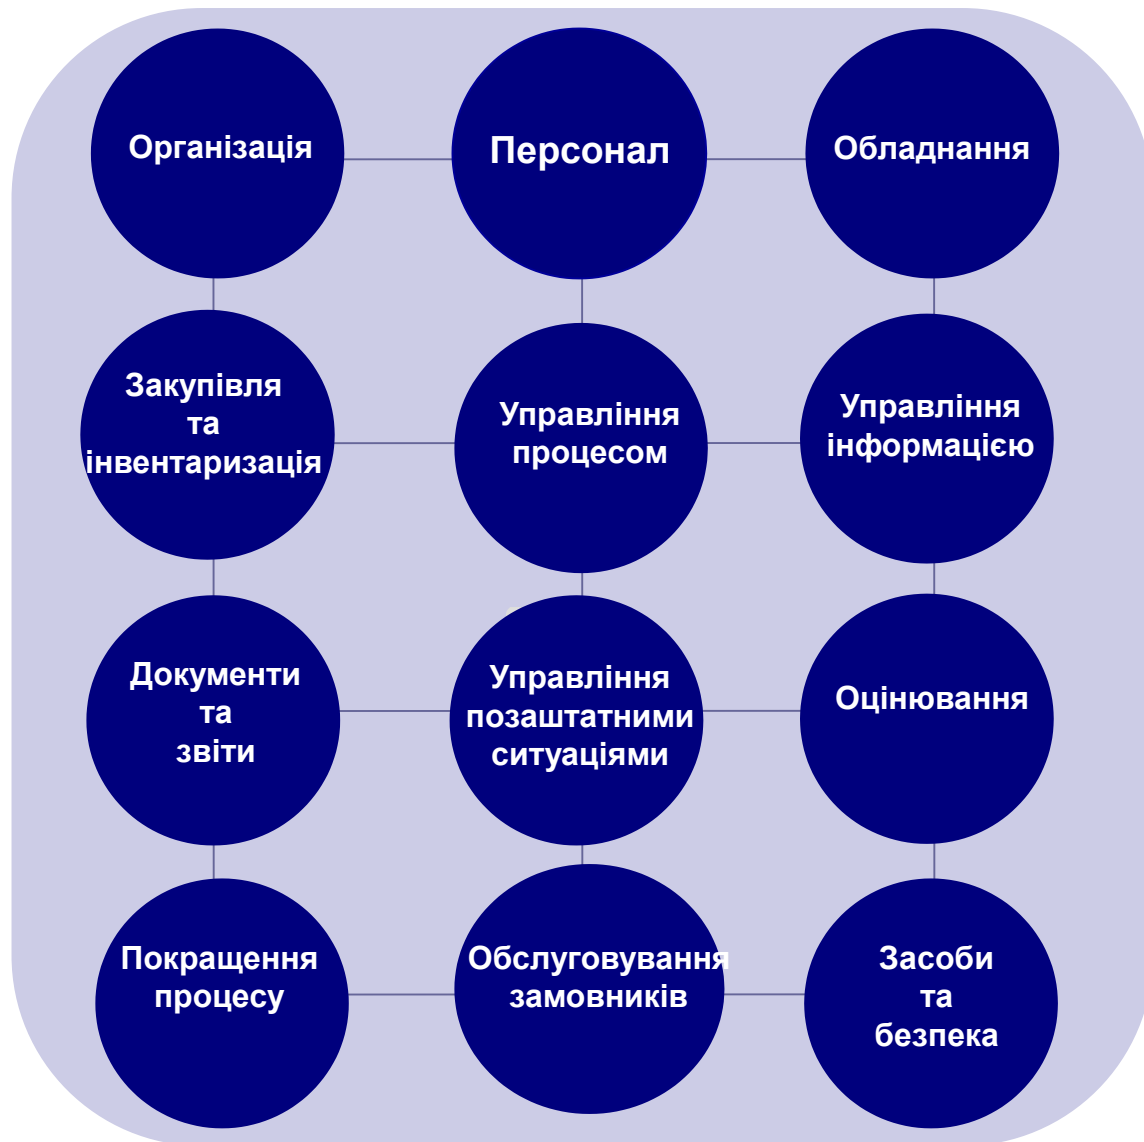 Організація
Персонал
Обладнання
Закупівля
та
інвентаризація
Управління
процесом
Управління
інформацією
Документи
та
звіти
Управління
позаштатними
ситуаціями
Оцінювання
Покращення
процесу
Обслуговування
замовників
Засоби
та
безпека